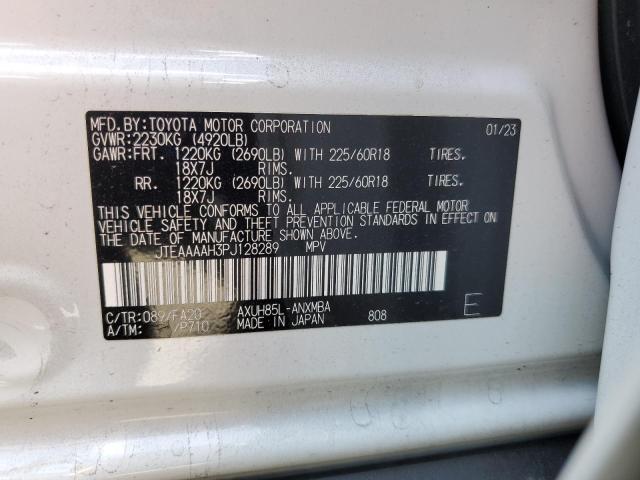 MFD.BY:TOYOTA MOTOR CORPORATION 01/23
GVWR:2230KG (4920LB)
GAWR:FRT. 1220KG (2690LB) WITH 225/60R18 TIRES.
18X7J RIMS.
RR. 1220KG (2690LB) WITH 225/60R18 TIRES.
18X7J RIMS.
THIS VEHICLE CONFORMS TO ALL APPLICABLE FEDERAL MOTOR
VEHICLE SAFETY AND THEFT PREVENTION STANDARDS IN EFFECT ON
THE DATE OF MANUFACTURE SHOWN ABOVE.
JTEAAAAH3PJ128289 MPV
C/TR:089/FA20 AXUH85L-ANXMBA
A/TM: /P710 MADE IN JAPAN 808
E